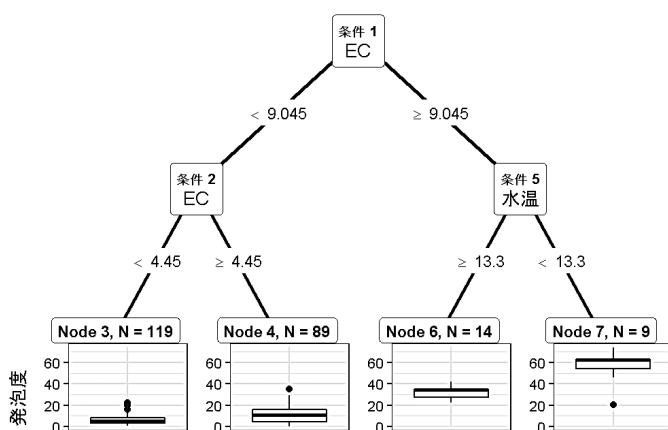 条件 1
EC
< 9.045
≥ 9.045
条件 2
EC
条件 5
水温
< 4.45
≥ 4.45
≥ 13.3
< 13.3
Node 3, N = 119
Node 4, N = 89
Node 6, N = 14
Node 7, N = 9
発泡度
60
40
20
0
60
40
20
0
60
40
20
0
60
40
20
0